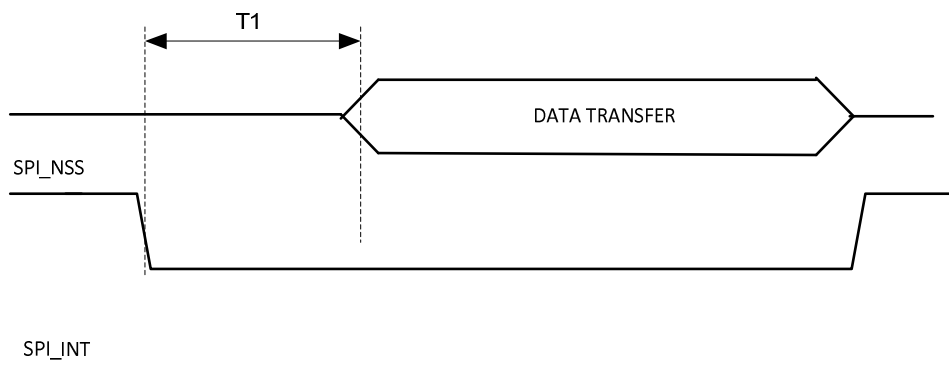 T1
DATA TRANSFER
SPI_NSS
SPI_INT